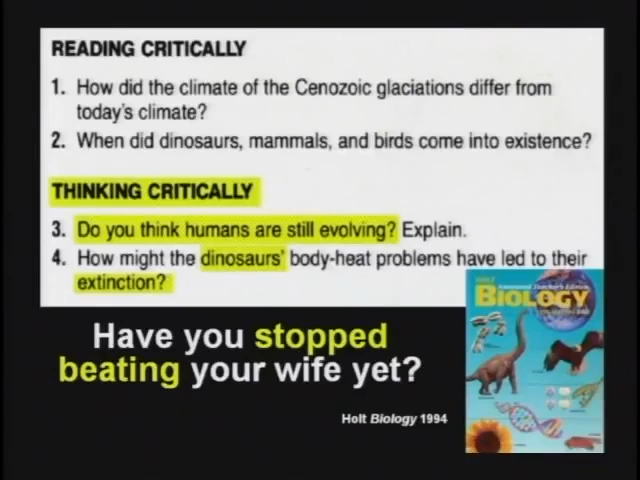 READING CRITICALLY
1. How did the climate of the Cenozoic glaciations differ from
today's climate?
2. When did dinosaurs, mammals, and birds come into existence?
THINKING CRITICALLY
3. Do you think humans are still evolving? Explain.
4. How might the dinosaurs' body-heat problems have led to their
extinction?
Annotated Teacher's Edition
BIOLOGY
Have you stopped
beating your wife yet?
Holt Biology 1994